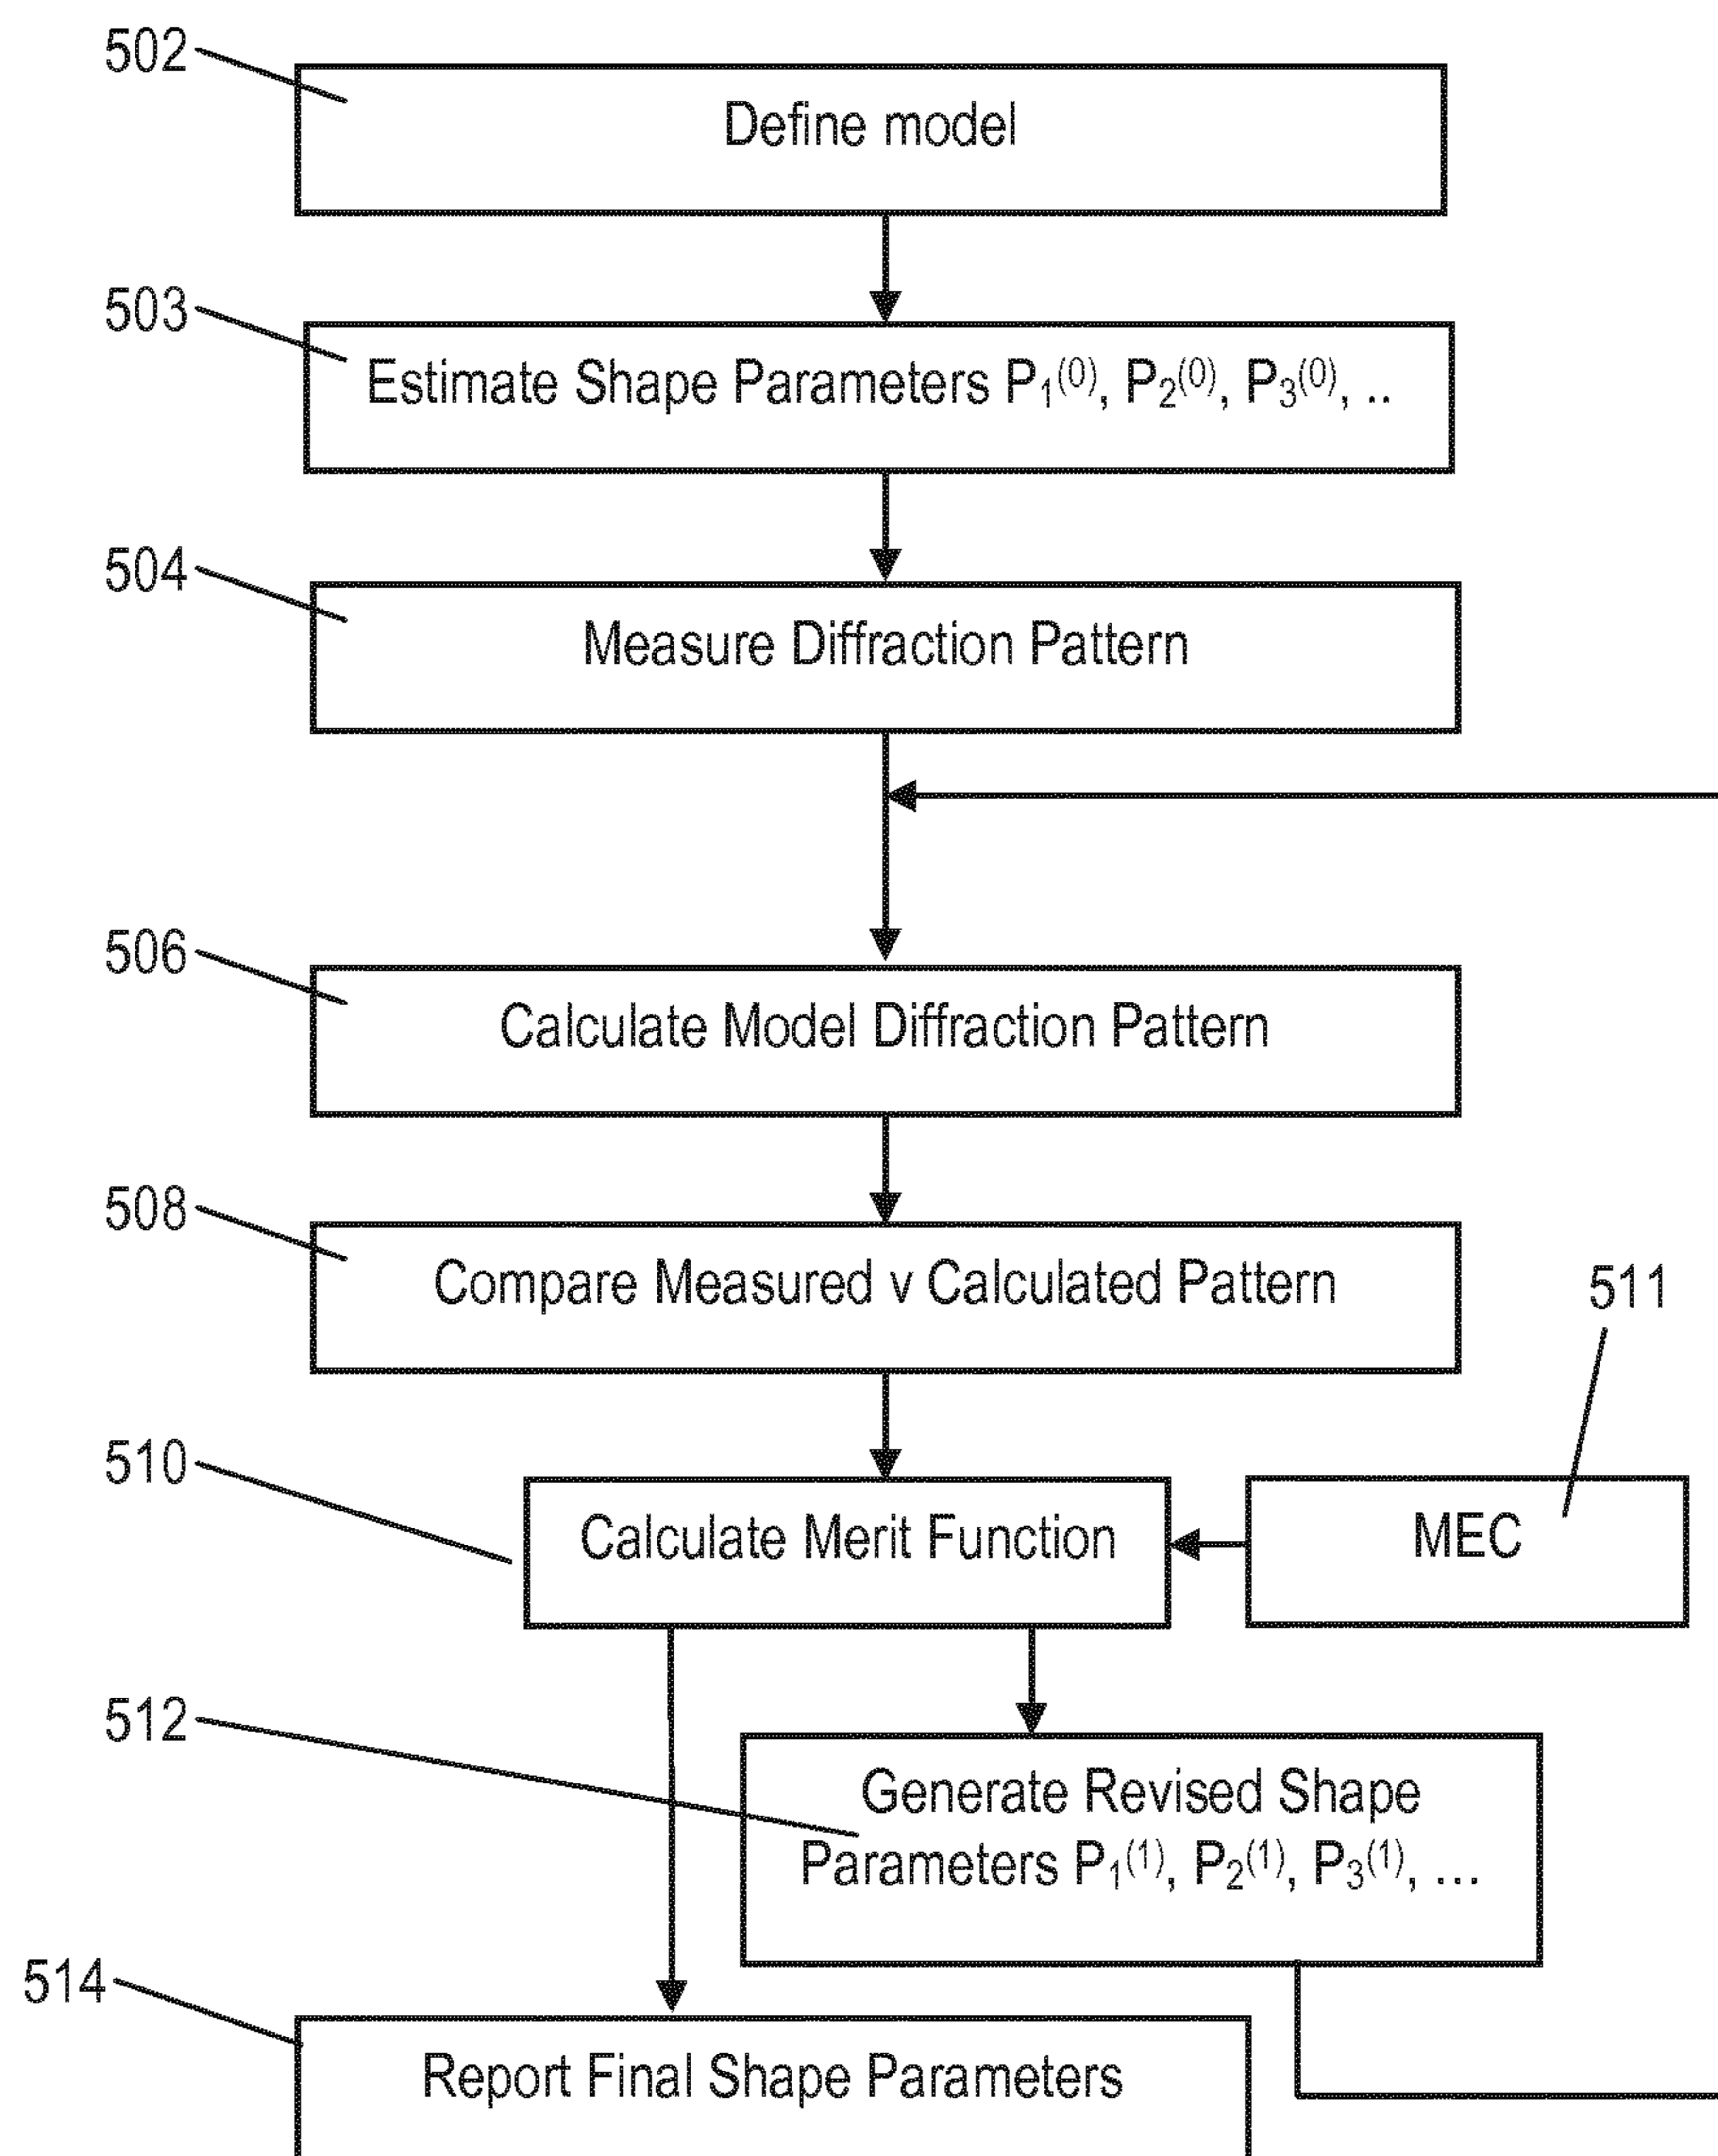 502
Define model
503
Estimate Shape Parameters P₁⁽⁰⁾, P₂⁽⁰⁾, P₃⁽⁰⁾, ..
504
Measure Diffraction Pattern
506
Calculate Model Diffraction Pattern
508
Compare Measured v Calculated Pattern
511
510
Calculate Merit Function
MEC
512
Generate Revised Shape
Parameters P₁⁽¹⁾, P₂⁽¹⁾, P₃⁽¹⁾, ...
514
Report Final Shape Parameters